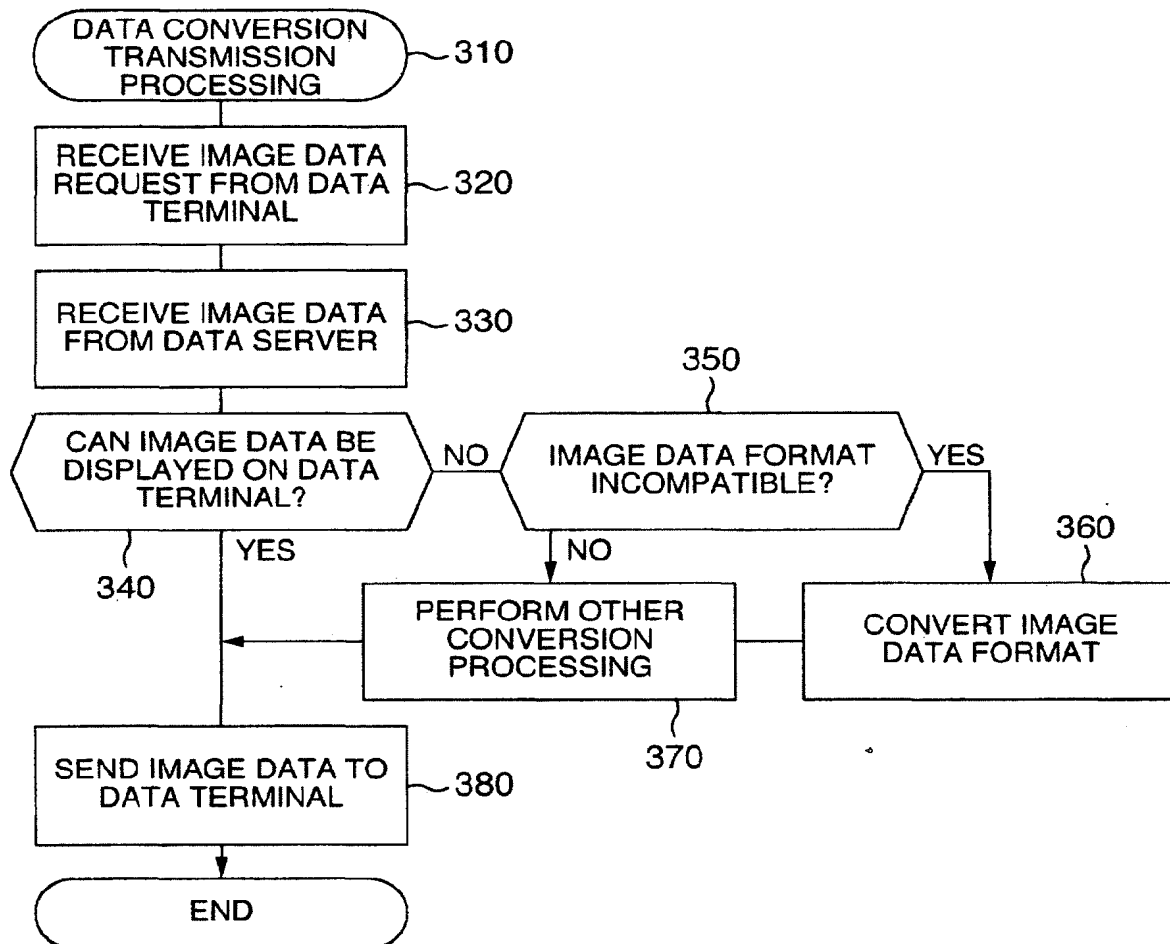 DATA CONVERSION
TRANSMISSION
PROCESSING
310
RECEIVE IMAGE DATA
REQUEST FROM DATA
TERMINAL
320
RECEIVE IMAGE DATA
FROM DATA SERVER
330
CAN IMAGE DATA BE
DISPLAYED ON DATA
TERMINAL?
340
NO
YES
350
IMAGE DATA FORMAT
INCOMPATIBLE?
YES
NO
360
CONVERT IMAGE
DATA FORMAT
PERFORM OTHER
CONVERSION
PROCESSING
370
SEND IMAGE DATA TO
DATA TERMINAL
380
END